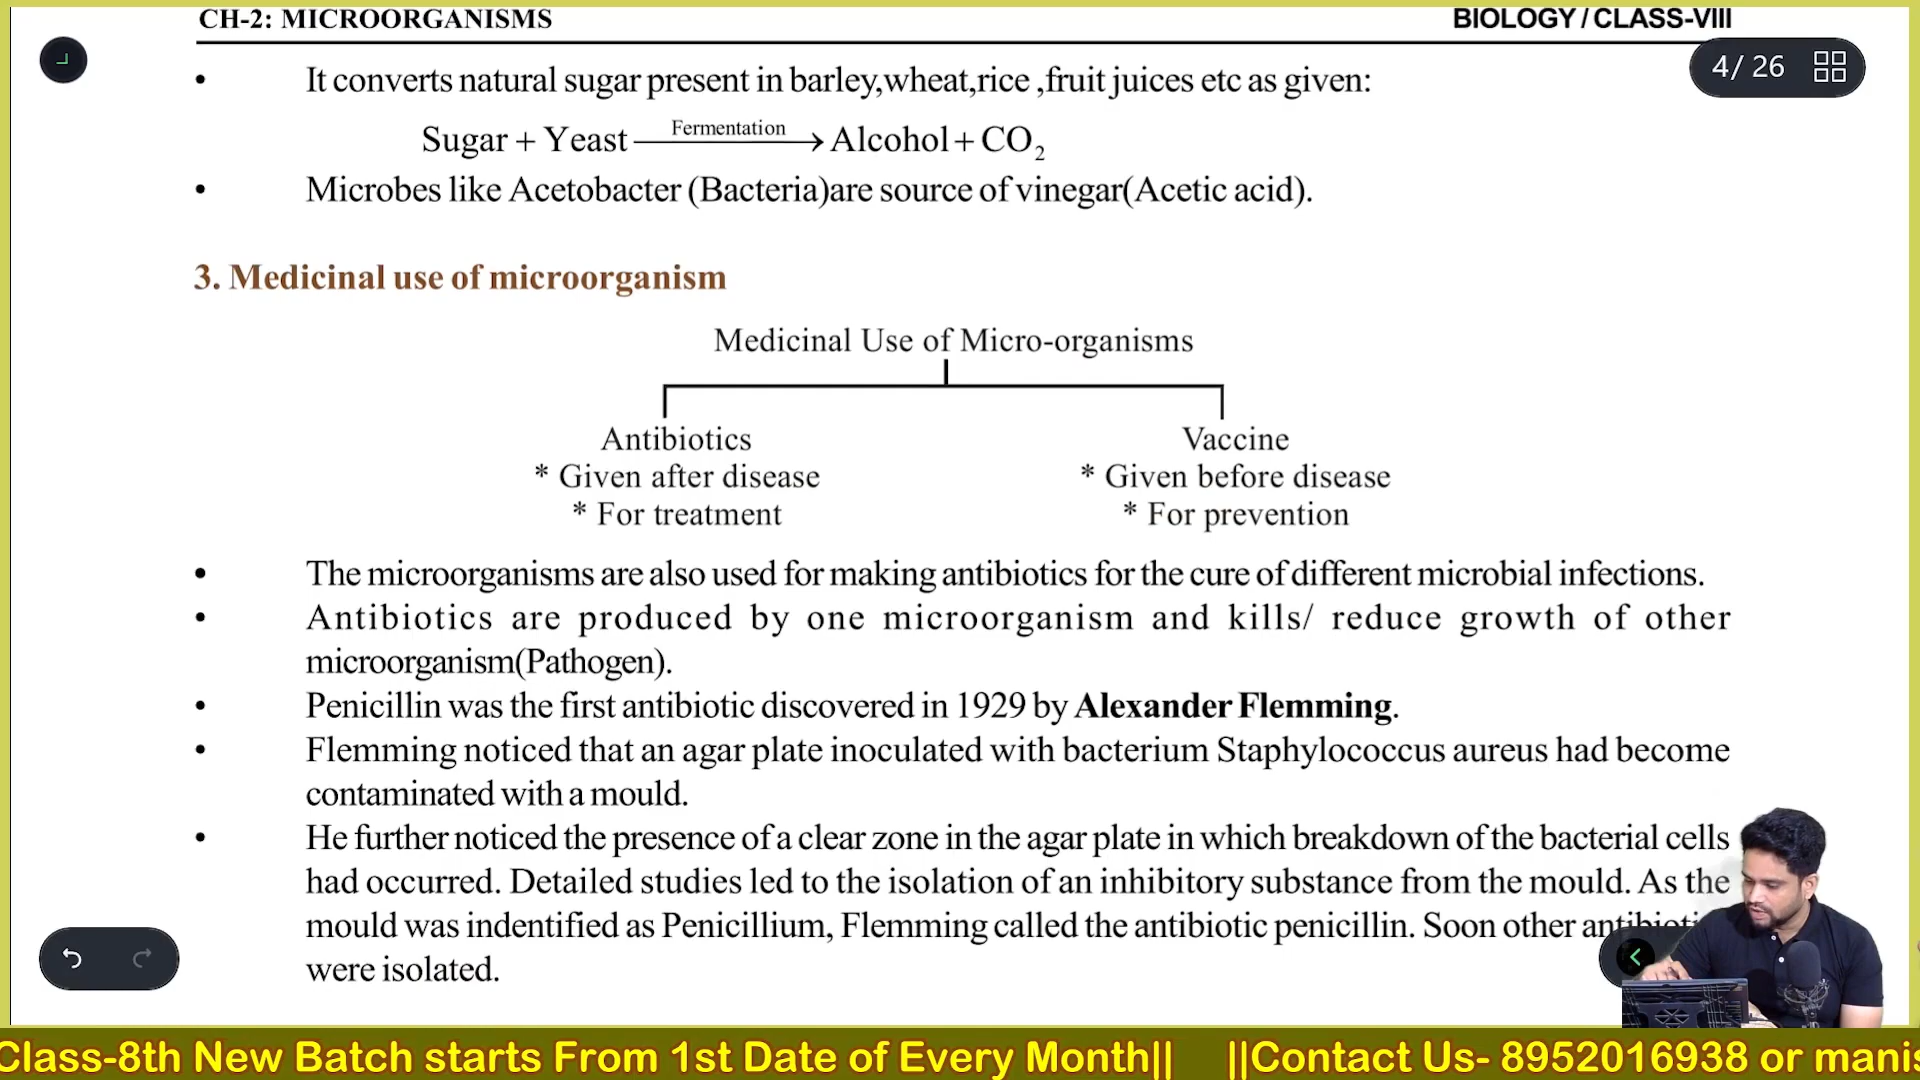 CH-2: MICROORGANISMS
BIOLOGY / CLASS-VIII
4/ 26
• It converts natural sugar present in barley,wheat,rice ,fruit juices etc as given:
Sugar + Yeast Fermentation → Alcohol + CO₂
• Microbes like Acetobacter (Bacteria)are source of vinegar(Acetic acid).
3. Medicinal use of microorganism
Medicinal Use of Micro-organisms
Antibiotics
* Given after disease
* For treatment
Vaccine
* Given before disease
* For prevention
• The microorganisms are also used for making antibiotics for the cure of different microbial infections.
• Antibiotics are produced by one microorganism and kills/ reduce growth of other
microorganism(Pathogen).
• Penicillin was the first antibiotic discovered in 1929 by Alexander Flemming.
• Flemming noticed that an agar plate inoculated with bacterium Staphylococcus aureus had become
contaminated with a mould.
• He further noticed the presence of a clear zone in the agar plate in which breakdown of the bacterial cells
had occurred. Detailed studies led to the isolation of an inhibitory substance from the mould. As the
mould was indentified as Penicillium, Flemming called the antibiotic penicillin. Soon other
were isolated.
Class-8th New Batch starts From 1st Date of Every Month|| ||Contact Us- 8952016938 or manis